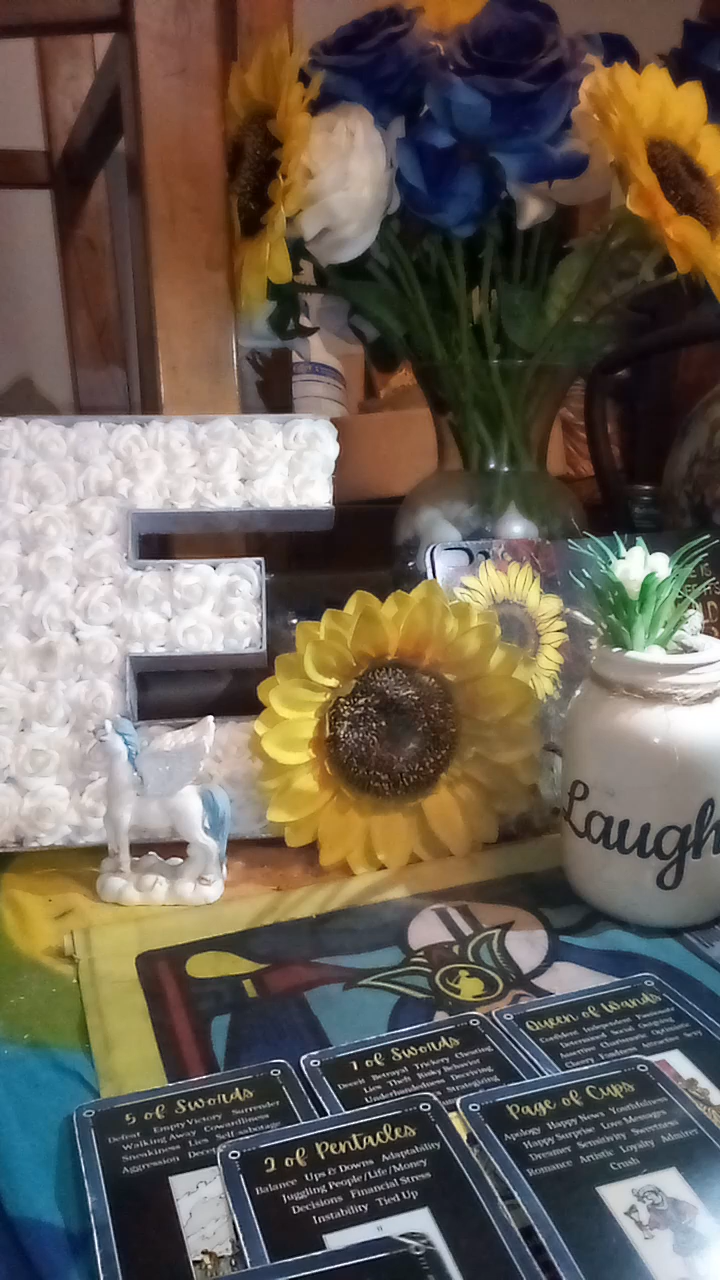 E
Laugh
Queen of Wands
Confident Independent Passionate
Determined Social Outgoing
Assertive Charismatic Optimistic
Cheery
7 of Swords
Deceit Betrayal Trickery Cheating
Lies Theft Risky Behavior
Underhandedness Deceiving
Strategizing
5 of Swords
Defeat Empty Victory Surrender
Walking Away Cowardliness
Sneakiness Lies Self-sabotage
Aggression
Page of Cups
Apology Happy News Youthfulness
Happy Surprise Love Messages
Dreamer Sensitivity Sweetness
Romance Artistic Loyalty Admirer
Crush
2 of Pentacles
Balance Ups & Downs Adaptability
Juggling People/Life/Money
Decisions Financial Stress
Instability Tied Up
II